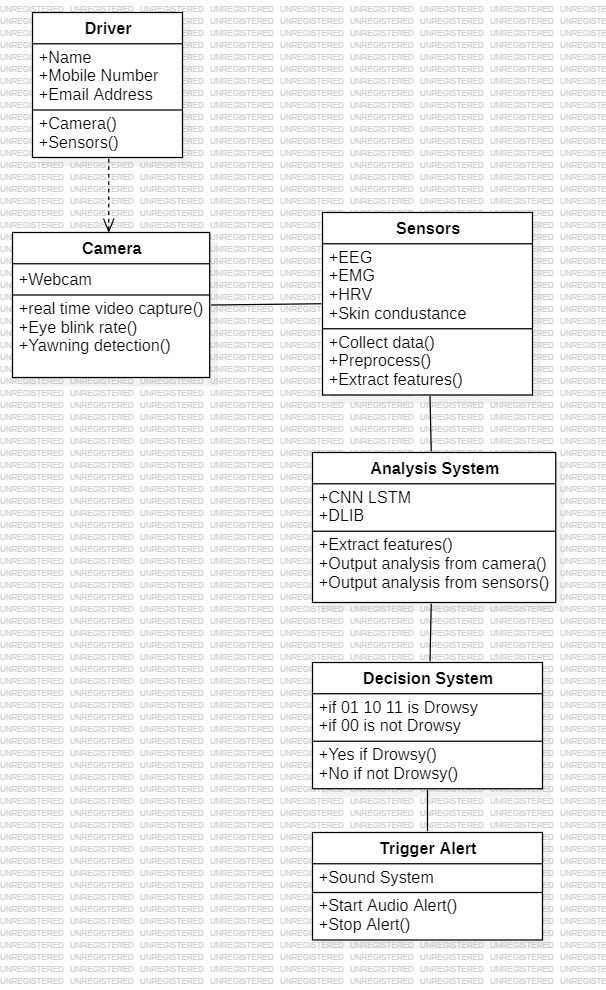 Driver
+Name
+Mobile Number
+Email Address
+Camera()
+Sensors()
Camera
+Webcam
+real time video capture()
+Eye blink rate()
+Yawning detection()
Sensors
+EEG
+EMG
+HRV
+Skin condustance
+Collect data()
+Preprocess()
+Extract features()
Analysis System
+CNN LSTM
+DLIB
+Extract features()
+Output analysis from camera()
+Output analysis from sensors()
Decision System
+if 01 10 11 is Drowsy
+if 00 is not Drowsy
+Yes if Drowsy()
+No if not Drowsy()
Trigger Alert
+Sound System
+Start Audio Alert()
+Stop Alert()
UNREGISTERED